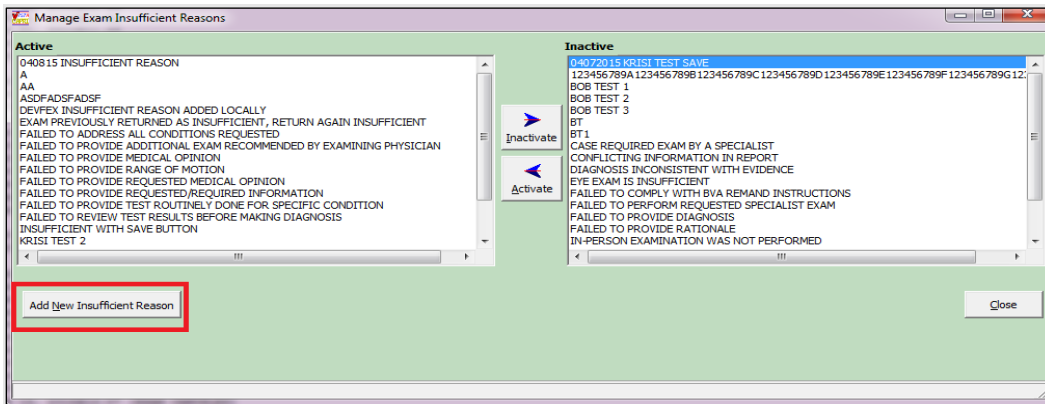 Manage Exam Insufficient Reasons
Active
040815 INSUFFICIENT REASON
A
AA
ASDFADSFADSF
DEVFEX INSUFFICIENT REASON ADDED LOCALLY
EXAM PREVIOUSLY RETURNED AS INSUFFICIENT, RETURN AGAIN INSUFFICIENT
FAILED TO ADDRESS ALL CONDITIONS REQUESTED
FAILED TO PROVIDE ADDITIONAL EXAM RECOMMENDED BY EXAMINING PHYSICIAN
FAILED TO PROVIDE MEDICAL OPINION
FAILED TO PROVIDE RANGE OF MOTION
FAILED TO PROVIDE REQUESTED MEDICAL OPINION
FAILED TO PROVIDE REQUESTED/REQUIRED INFORMATION
FAILED TO PROVIDE TEST ROUTINELY DONE FOR SPECIFIC CONDITION
FAILED TO REVIEW TEST RESULTS BEFORE MAKING DIAGNOSIS
INSUFFICIENT WITH SAVE BUTTON
KRISI TEST 2
Inactivate
Activate
Inactive
04072015 KRISI TEST SAVE
123456789A123456789B123456789C123456789D123456789E123456789F123456789G12
BOB TEST 1
BOB TEST 2
BOB TEST 3
BT
BT1
CASE REQUIRED EXAM BY A SPECIALIST
CONFLICTING INFORMATION IN REPORT
DIAGNOSIS INCONSISTENT WITH EVIDENCE
EYE EXAM IS INSUFFICIENT
FAILED TO COMPLY WITH BVA REMAND INSTRUCTIONS
FAILED TO PERFORM REQUESTED SPECIALIST EXAM
FAILED TO PROVIDE DIAGNOSIS
FAILED TO PROVIDE RATIONALE
IN-PERSON EXAMINATION WAS NOT PERFORMED
Add New Insufficient Reason
Close